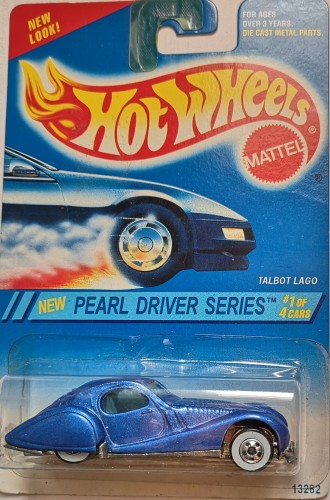 NEW
LOOK!
FOR AGES
OVER 3 YEARS
DIE CAST METAL PARTS
HOT WHEELS
®
MATTEL
®
TALBOT LAGO
NEW PEARL DRIVER SERIES™ #1 OF
4 CARS
13282